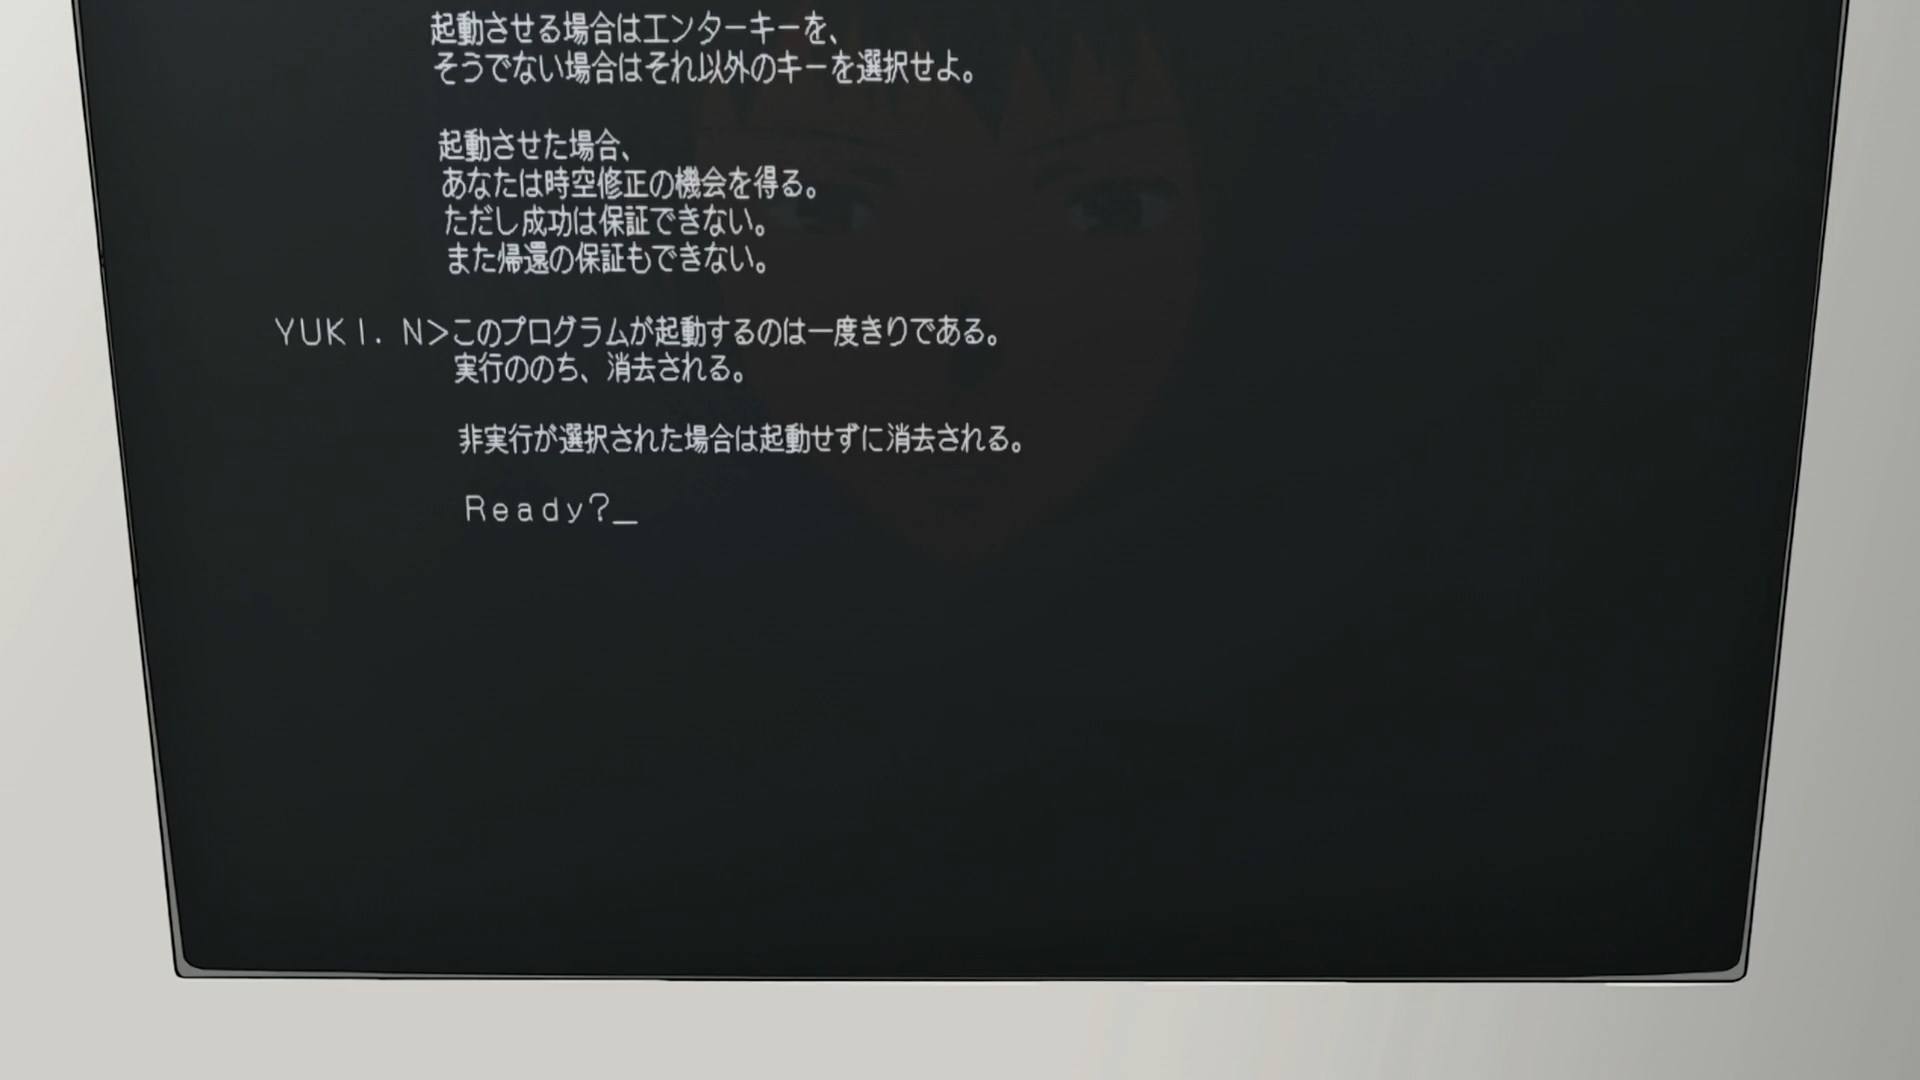 起動させる場合はエンターキーを、
そうでない場合はそれ以外のキーを選択せよ。
起動させた場合、
あなたは時空修正の機会を得る。
ただし成功は保証できない。
また帰還の保証もできない。
YUKI. N>このプログラムが起動するのは一度きりである。
実行ののち、消去される。
非実行が選択された場合は起動せずに消去される。
Ready?_